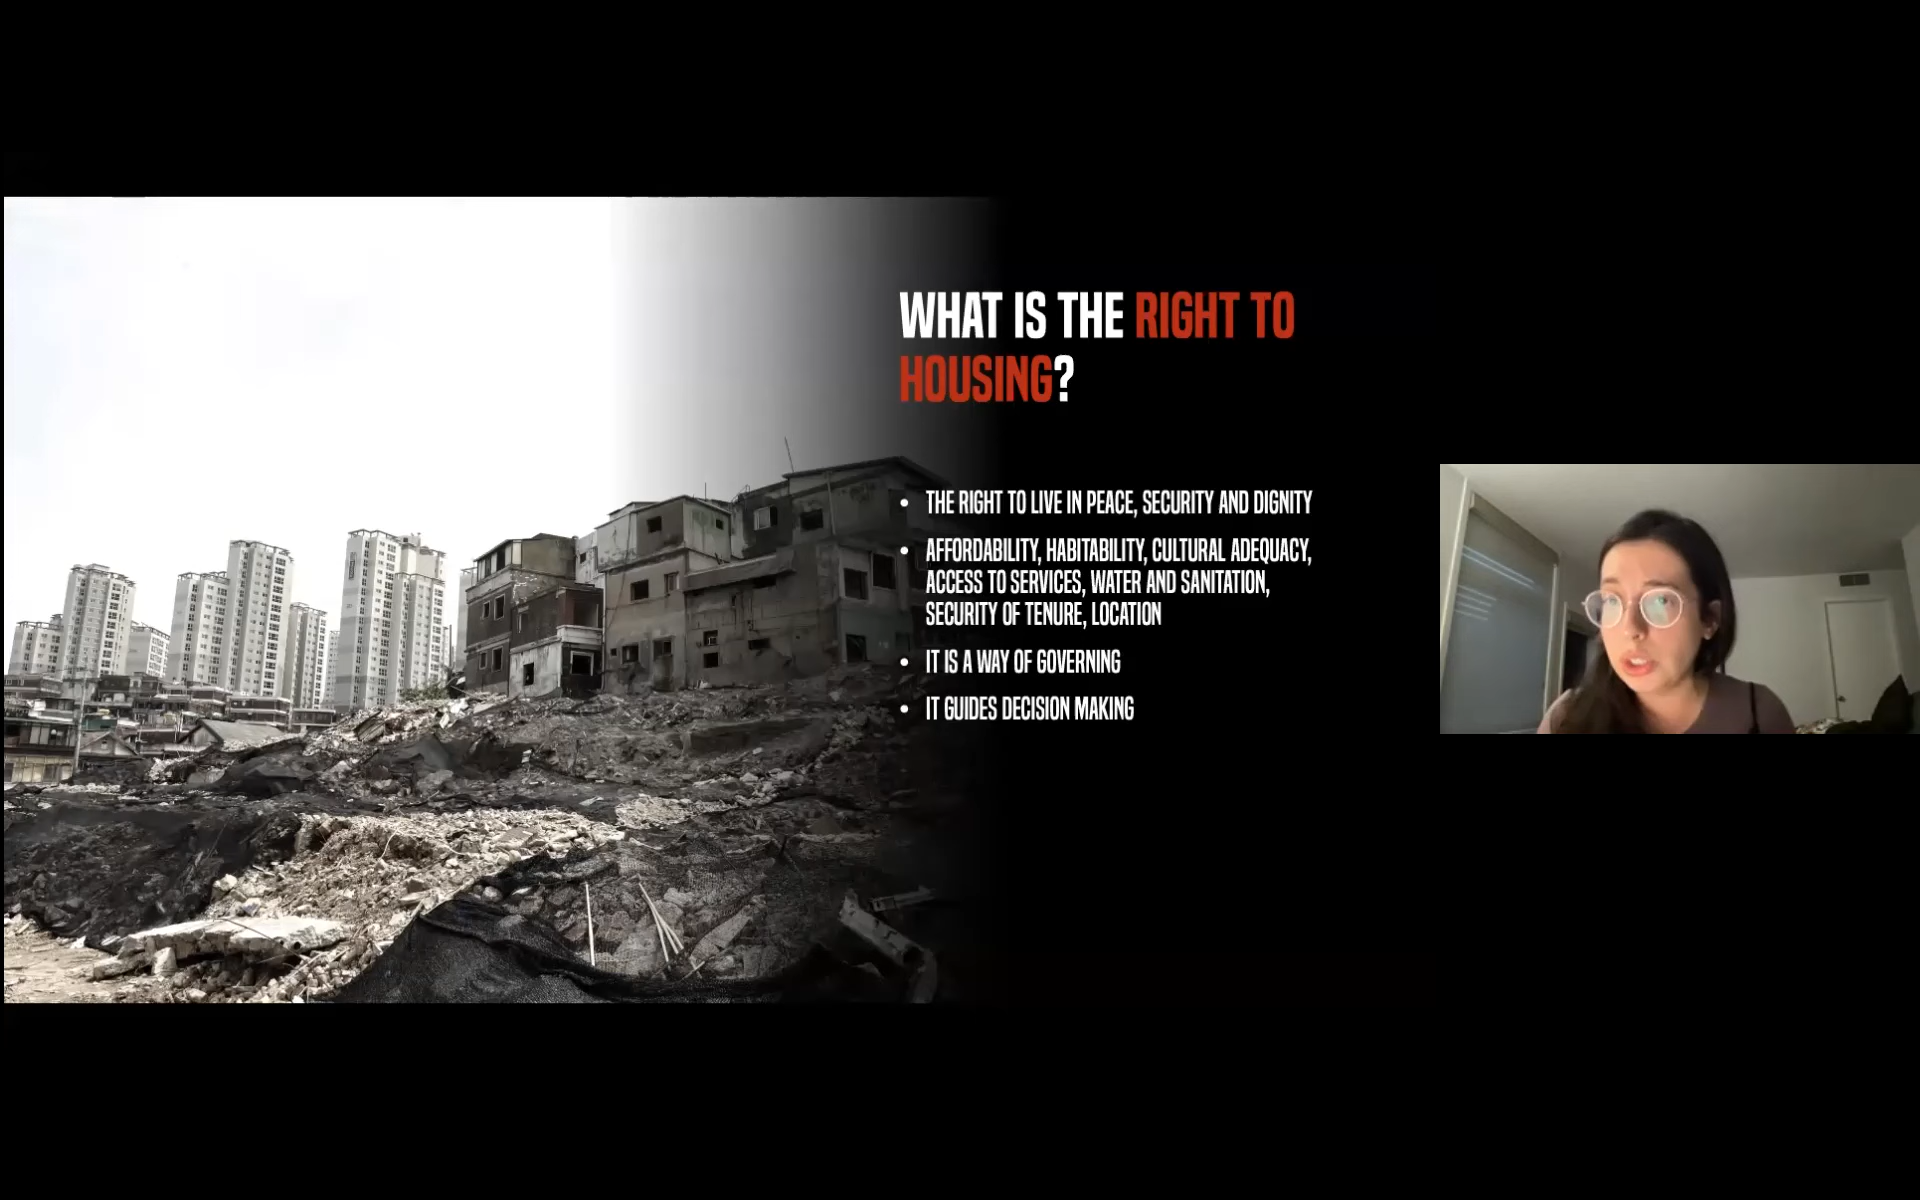 WHAT IS THE RIGHT TO
HOUSING?
• THE RIGHT TO LIVE IN PEACE, SECURITY AND DIGNITY
• AFFORDABILITY, HABITABILITY, CULTURAL ADEQUACY,
ACCESS TO SERVICES, WATER AND SANITATION,
SECURITY OF TENURE, LOCATION
• IT IS A WAY OF GOVERNING
• IT GUIDES DECISION MAKING